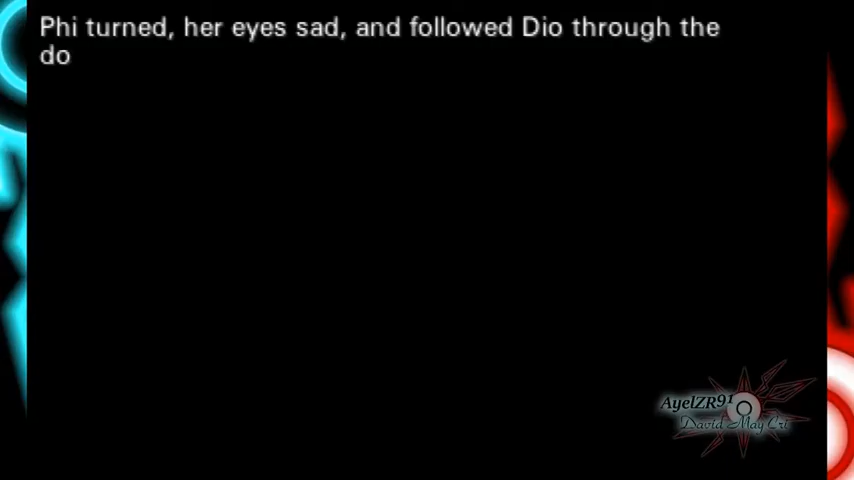 Phi turned, her eyes sad, and followed Dio through the
do
AyelZR91
David May Cri